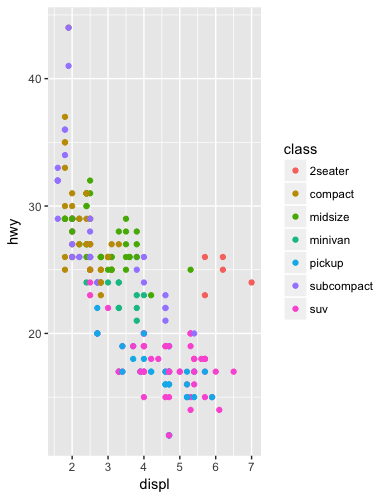 hwy
40
30
20
2 3 4 5 6 7
displ
class
2seater
compact
midsize
minivan
pickup
subcompact
suv